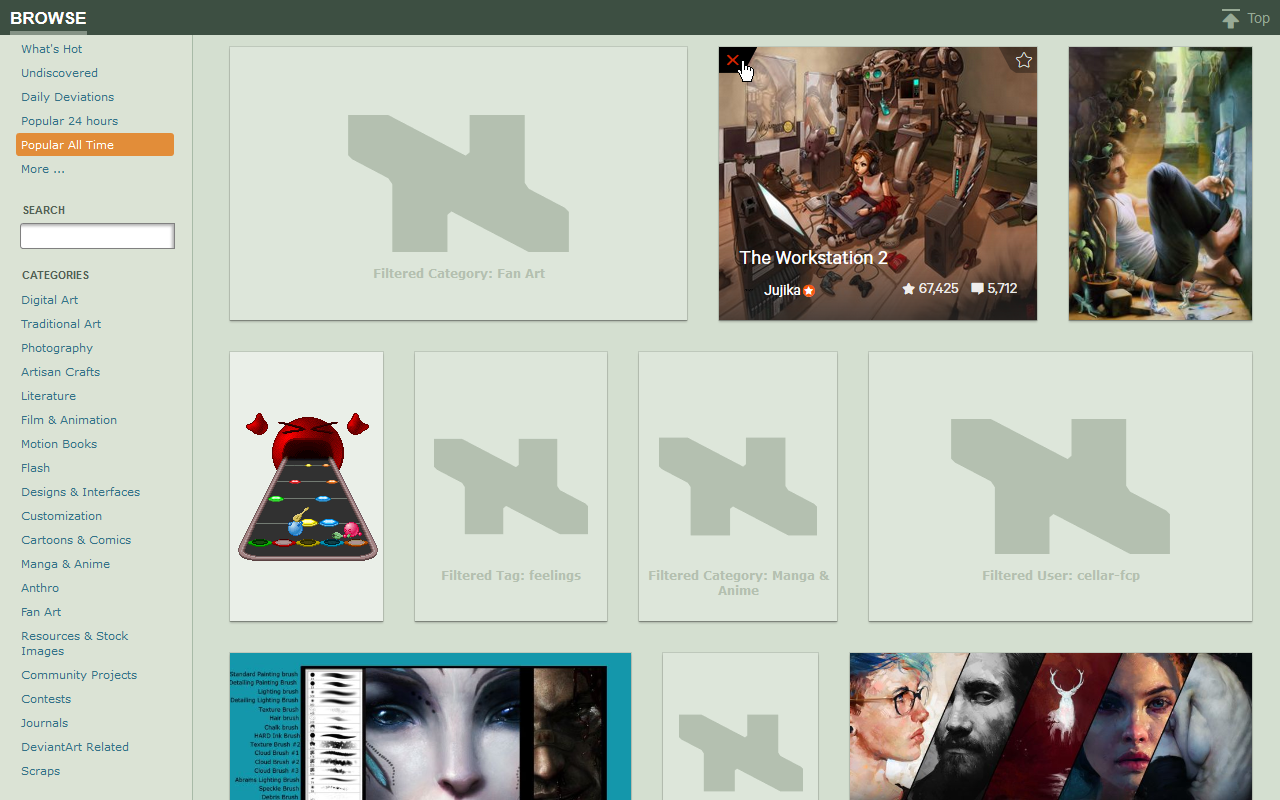 BROWSE
Top
What's Hot
Undiscovered
Daily Deviations
Popular 24 hours
Popular All Time
More ...
SEARCH
CATEGORIES
Digital Art
Traditional Art
Photography
Artisan Crafts
Literature
Film & Animation
Motion Books
Flash
Designs & Interfaces
Customization
Cartoons & Comics
Manga & Anime
Anthro
Fan Art
Resources & Stock
Images
Community Projects
Contests
Journals
DeviantArt Related
Scraps
Filtered Category: Fan Art
The Workstation 2
Jujika
67,425
5,712
Filtered Tag: feelings
Filtered Category: Manga &
Anime
Filtered User: cellar-fcp
Standard Painting brush
Detailing Painting Brush
Lighting brush
Detailing Lighting Brush
Texture Brush
Hair brush
Chalk brush
HARD Ink Brush
Texture Brush #2
Cloud Brush #1
Cloud Brush #2
Cloud Brush #3
Abrams Lighting Brush
Speckle Brush
Debris Brush